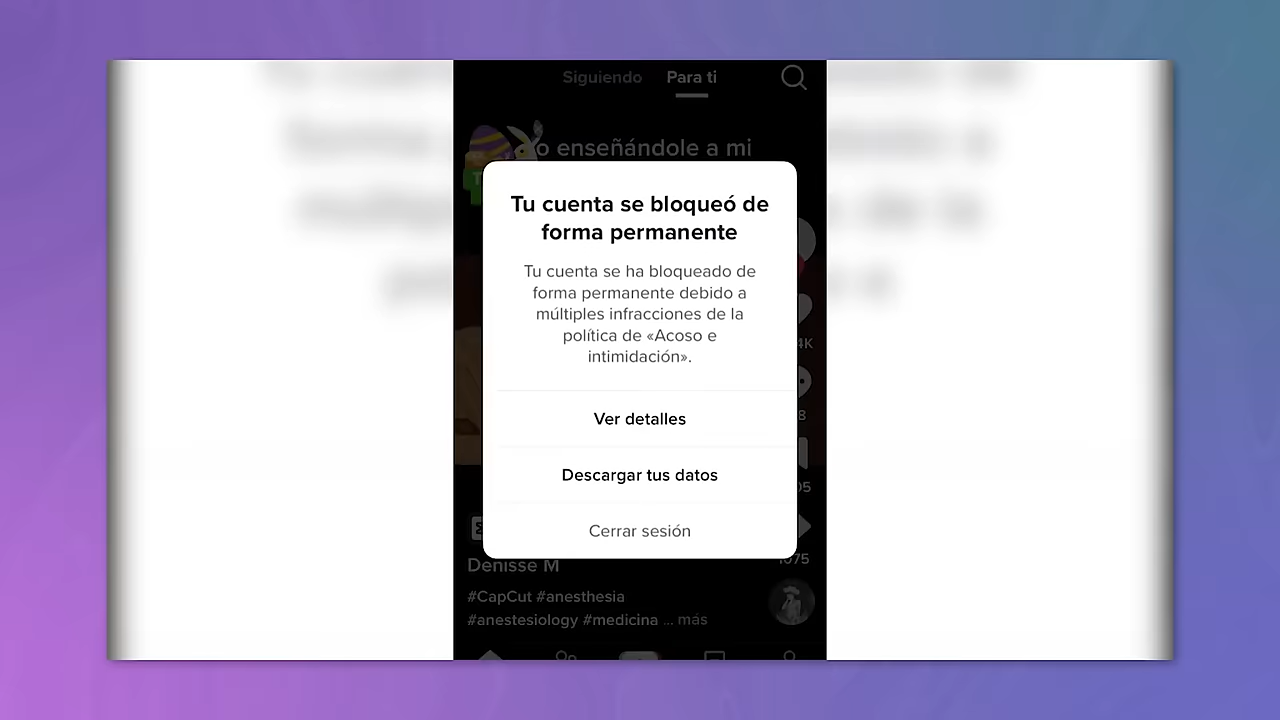 Siguiendo
Para ti
enseñándole a mi
Tu cuenta se bloqueó de
forma permanente
Tu cuenta se ha bloqueado de
forma permanente debido a
múltiples infracciones de la
política de «Acoso e
intimidación».
Ver detalles
Descargar tus datos
Cerrar sesión
Denisse M
#CapCut #anesthesia
#anestesiology #medicina ... más